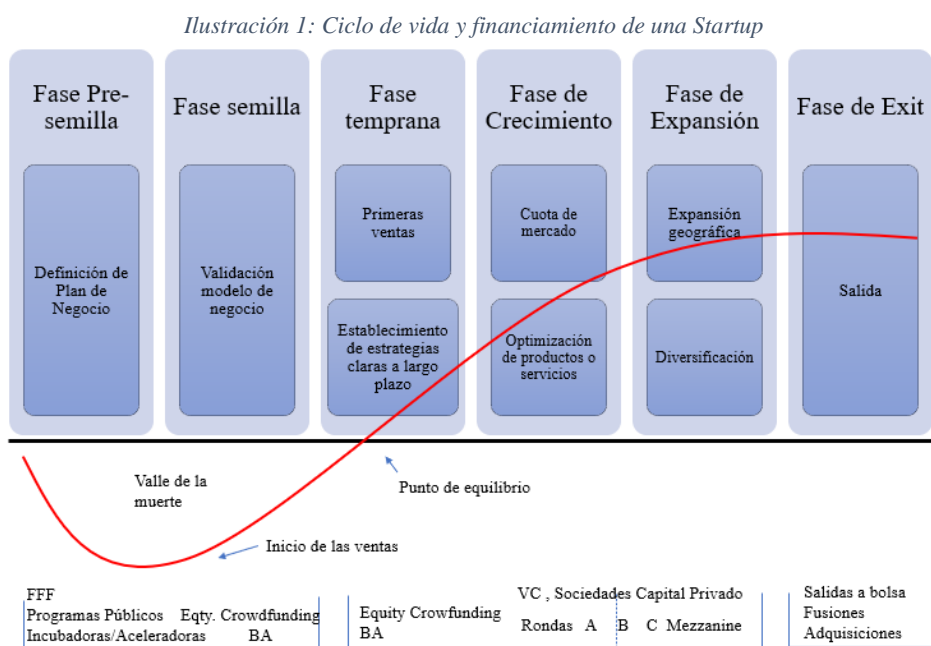 Ilustración 1: Ciclo de vida y financiamiento de una Startup
Fase Pre-
semilla
Definición de
Plan de
Negocio
Fase semilla
Validación
modelo de
negocio
Fase
temprana
Primeras
ventas
Establecimiento
de estrategias
claras a largo
plazo
Fase de
Crecimiento
Cuota de
mercado
Optimización
de productos o
servicios
Fase de
Expansión
Expansión
geográfica
Diversificación
Fase de Exit
Salida
Valle de la
muerte
Punto de equilibrio
Inicio de las ventas
FFF
Programas Públicos Eqty. Crowdfunding
Incubadoras/Aceleradoras BA
Equity Crowfunding
BA
VC , Sociedades Capital Privado
Rondas A B C Mezzanine
Salidas a bolsa
Fusiones
Adquisiciones